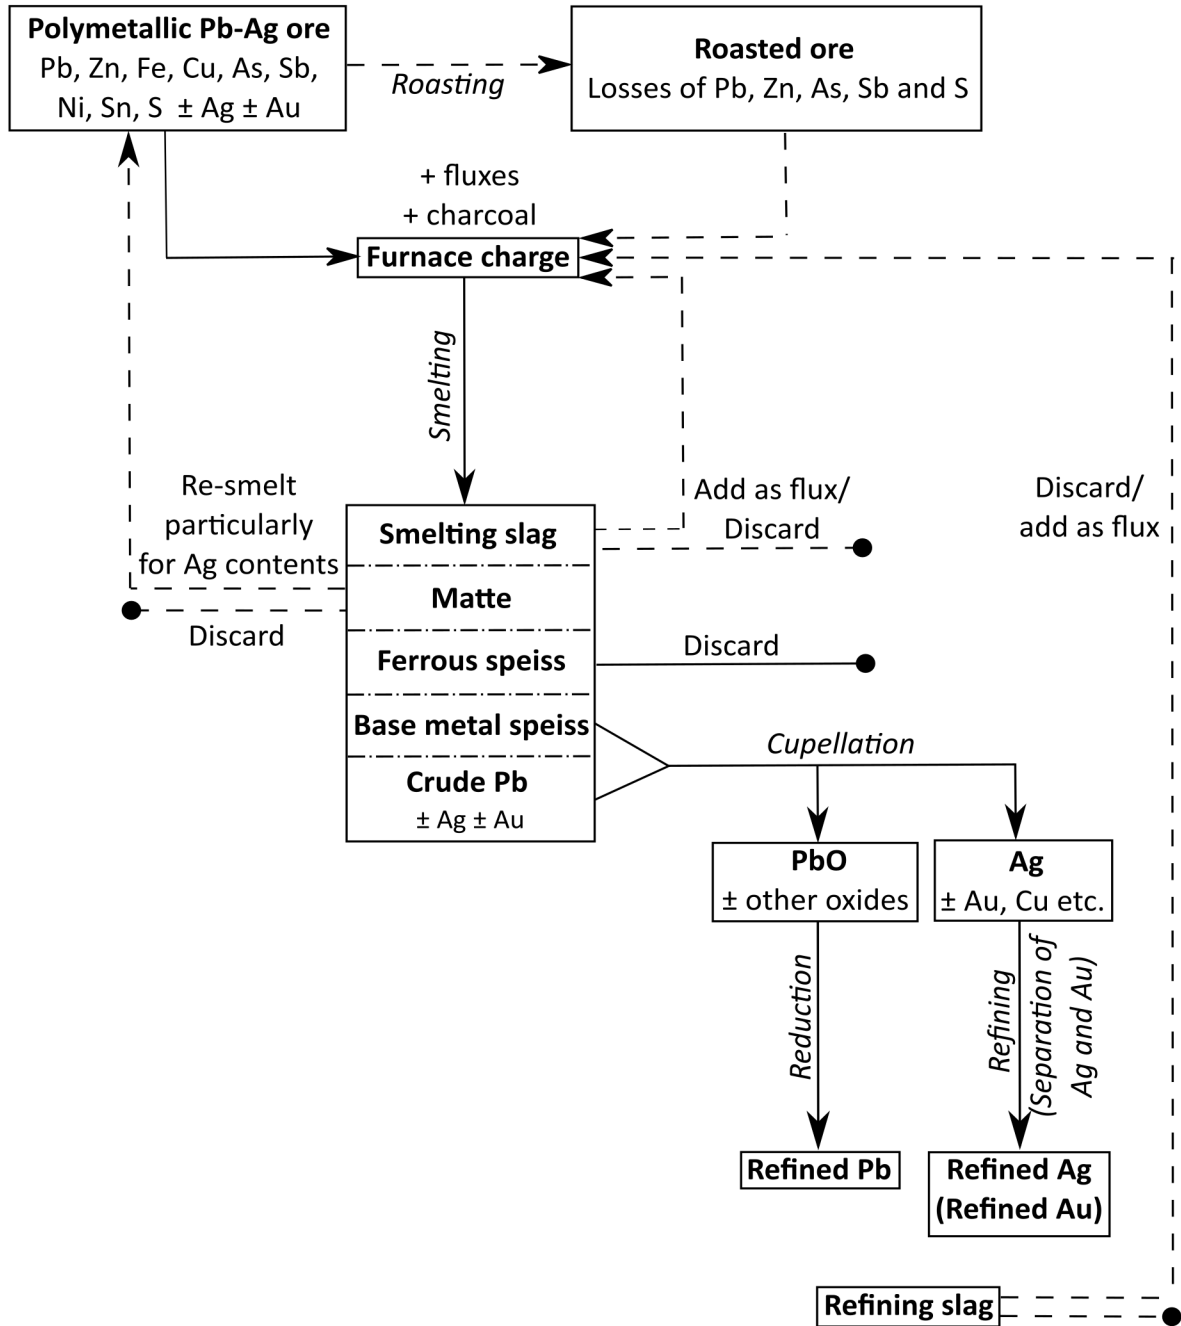 Polymetallic Pb-Ag ore
Pb, Zn, Fe, Cu, As, Sb,
Ni, Sn, S ± Ag ± Au
Roasting
Roasted ore
Losses of Pb, Zn, As, Sb and S
+ fluxes
+ charcoal
Furnace charge
Smelting
Re-smelt
particularly
for Ag contents
Discard
Smelting slag
Matte
Ferrous speiss
Base metal speiss
Crude Pb
± Ag ± Au
Add as flux/
Discard
Discard
Discard/
add as flux
Cupellation
PbO
± other oxides
Ag
± Au, Cu etc.
Reduction
Refining
(Separation of
Ag and Au)
Refined Pb
Refined Ag
(Refined Au)
Refining slag